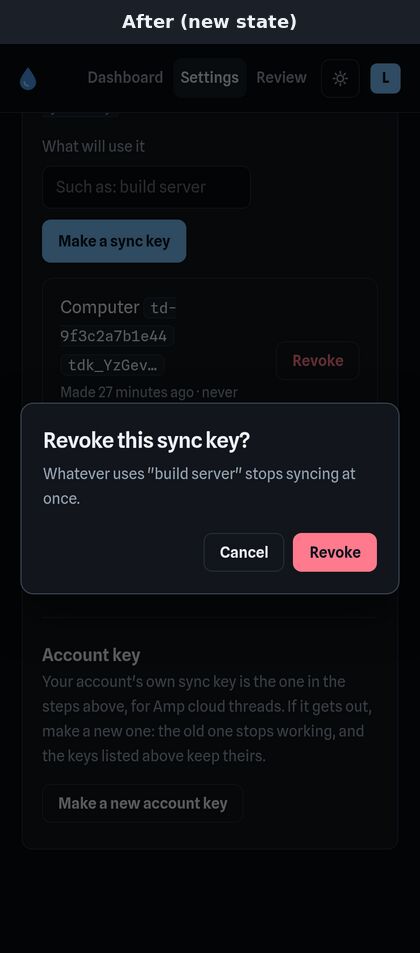 After (new state)
Dashboard Settings Review L
What will use it
Such as: build server
Make a sync key
Computer td-
9f3c2a7b1e44
tdk_YzGev…
Revoke
Made 27 minutes ago · never
Revoke this sync key?
Whatever uses "build server" stops syncing at
once.
Cancel Revoke
Account key
Your account's own sync key is the one in the
steps above, for Amp cloud threads. If it gets out,
make a new one: the old one stops working, and
the keys listed above keep theirs.
Make a new account key